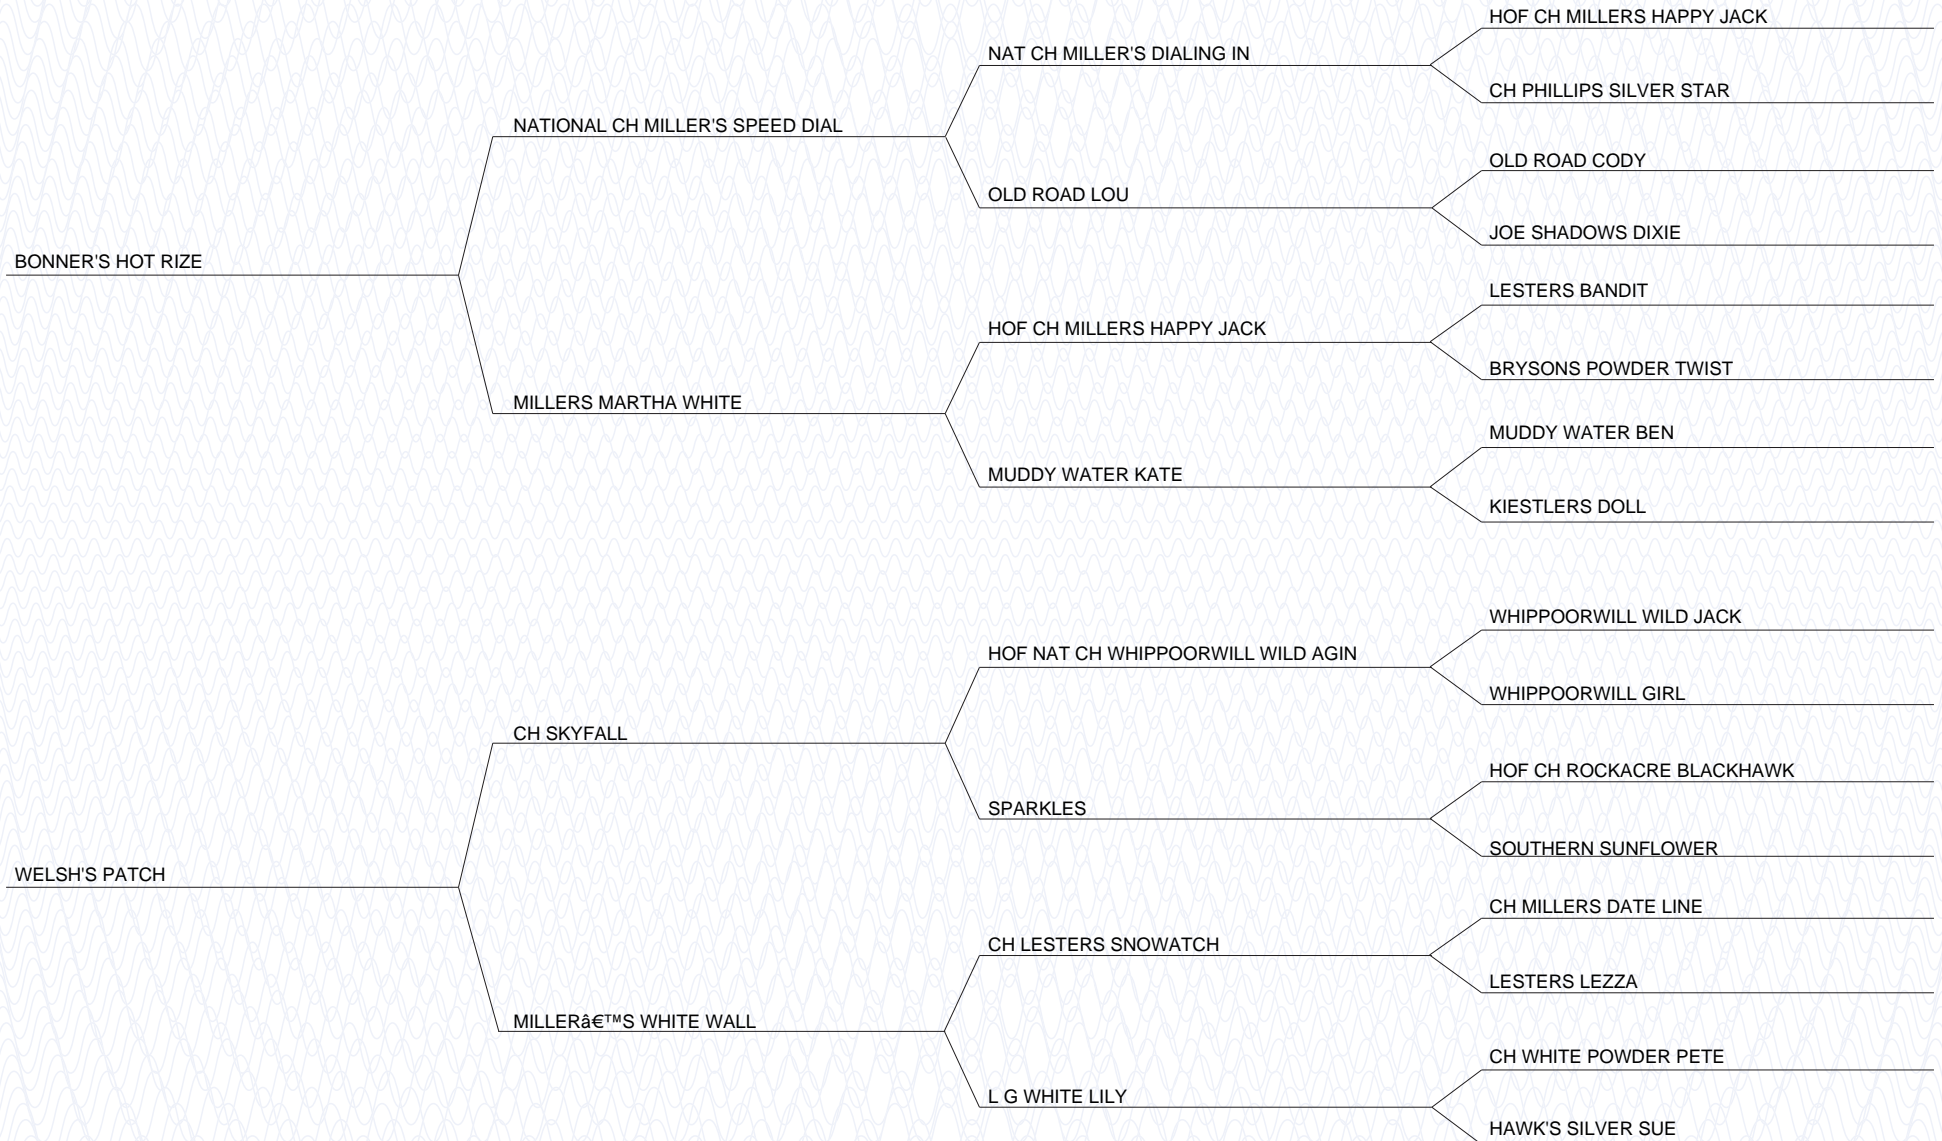 HOF CH MILLERS HAPPY JACK
NAT CH MILLER'S DIALING IN
CH PHILLIPS SILVER STAR
NATIONAL CH MILLER'S SPEED DIAL
OLD ROAD CODY
OLD ROAD LOU
JOE SHADOWS DIXIE
BONNER'S HOT RIZE
LESTERS BANDIT
HOF CH MILLERS HAPPY JACK
BRYSONS POWDER TWIST
MILLERS MARTHA WHITE
MUDDY WATER BEN
MUDDY WATER KATE
KIESTLERS DOLL
WHIPPOORWILL WILD JACK
HOF NAT CH WHIPPOORWILL WILD AGIN
WHIPPOORWILL GIRL
CH SKYFALL
HOF CH ROCKACRE BLACKHAWK
SPARKLES
SOUTHERN SUNFLOWER
WELSH'S PATCH
CH MILLERS DATE LINE
CH LESTERS SNOWATCH
LESTERS LEZZA
MILLERâ€™S WHITE WALL
CH WHITE POWDER PETE
L G WHITE LILY
HAWK'S SILVER SUE